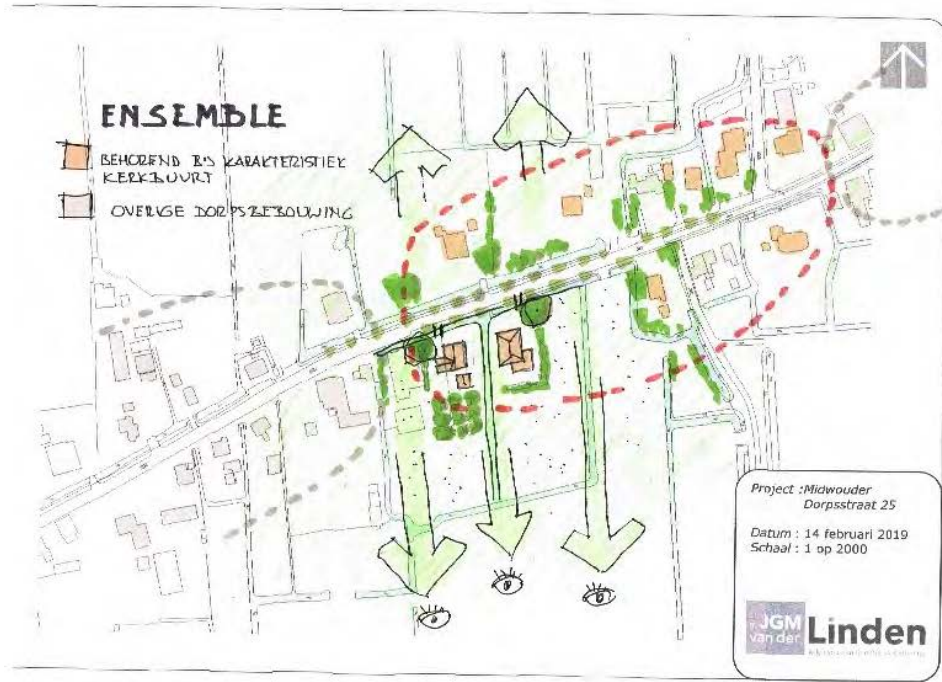 ENSEMBLE
BEHOREND BIJ KARAKTERISTIEK
KERKBUURT
OVERIGE DORPSBEBOUWING
Project : Midwouder
Dorpsstraat 25
Datum : 14 februari 2019
Schaal : 1 op 2000
JGM
van der
Linden